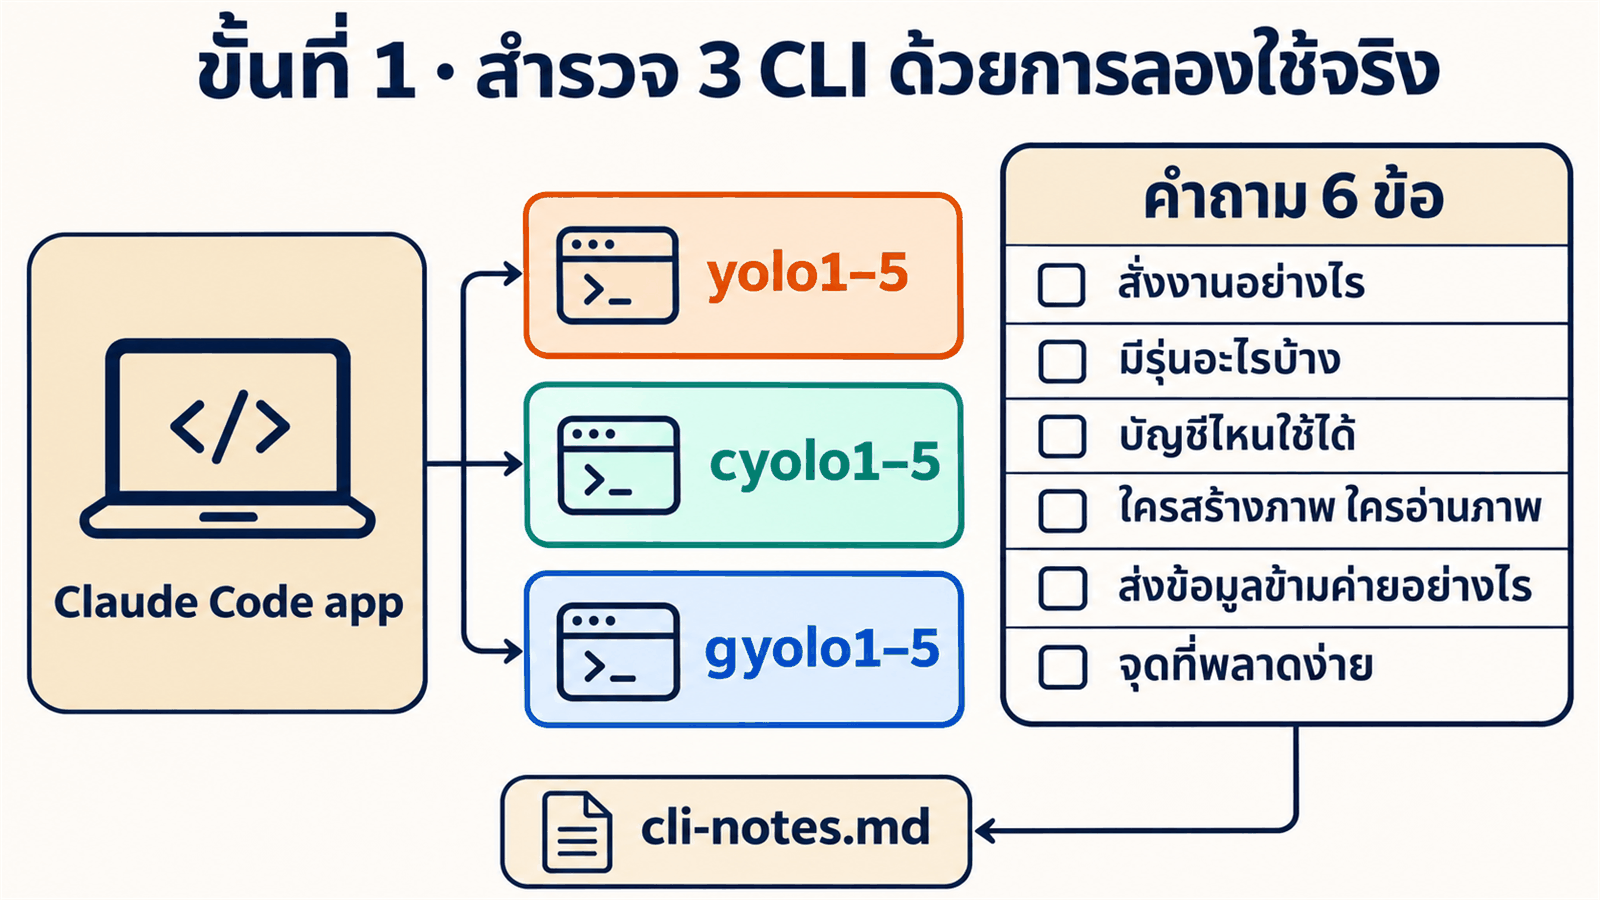 ขั้นที่ 1 · สำรวจ 3 CLI ด้วยการลองใช้จริง
Claude Code app
yolo1–5
cyolo1–5
gyolo1–5
คำถาม 6 ข้อ
สั่งงานอย่างไร
มีรุ่นอะไรบ้าง
บัญชีไหนใช้ได้
ใครสร้างภาพ ใครอ่านภาพ
ส่งข้อมูลข้ามค่ายอย่างไร
จุดที่พลาดง่าย
cli-notes.md